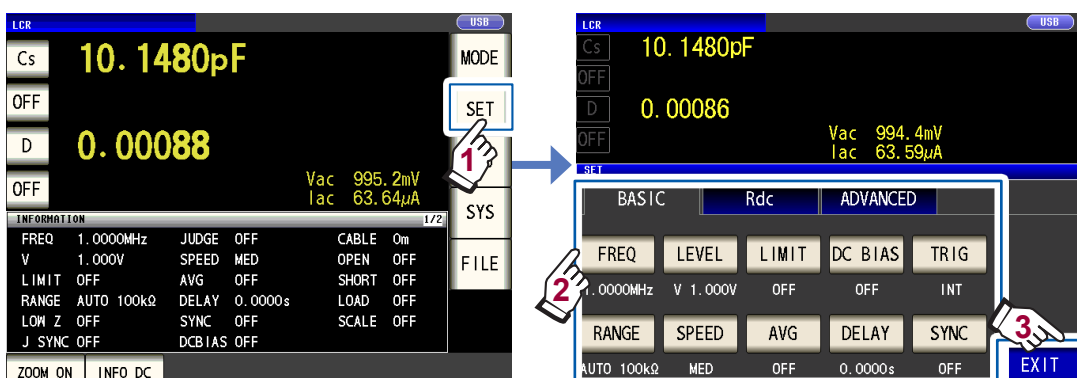 LCR USB
Cs 10.1480pF MODE
OFF SET
D 0.00088
1
OFF Vac 995.2mV
Iac 63.64µA
SYS
INFORMATION 1/2
FREQ 1.0000MHz JUDGE OFF CABLE 0m
V 1.000V SPEED MED OPEN OFF
FILE
LIMIT OFF AVG OFF SHORT OFF
RANGE AUTO 100kΩ DELAY 0.0000s LOAD OFF
LOW Z OFF SYNC OFF SCALE OFF
J SYNC OFF DCBIAS OFF
ZOOM ON INFO DC
LCR USB
Cs 10.1480pF
OFF
D 0.00086
OFF Vac 994.4mV
Iac 63.59µA
SET
BASIC Rdc ADVANCED
FREQ LEVEL LIMIT DC BIAS TRIG
2
1.0000MHz V 1.000V OFF OFF INT
RANGE SPEED AVG DELAY SYNC
3
AUTO 100kΩ MED OFF 0.0000s OFF
EXIT